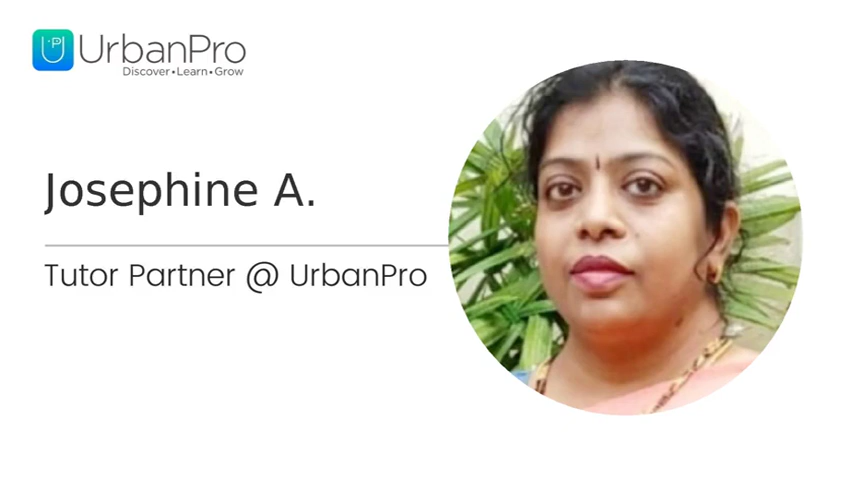 UrbanPro
Discover•Learn•Grow
Josephine A.
Tutor Partner @ UrbanPro